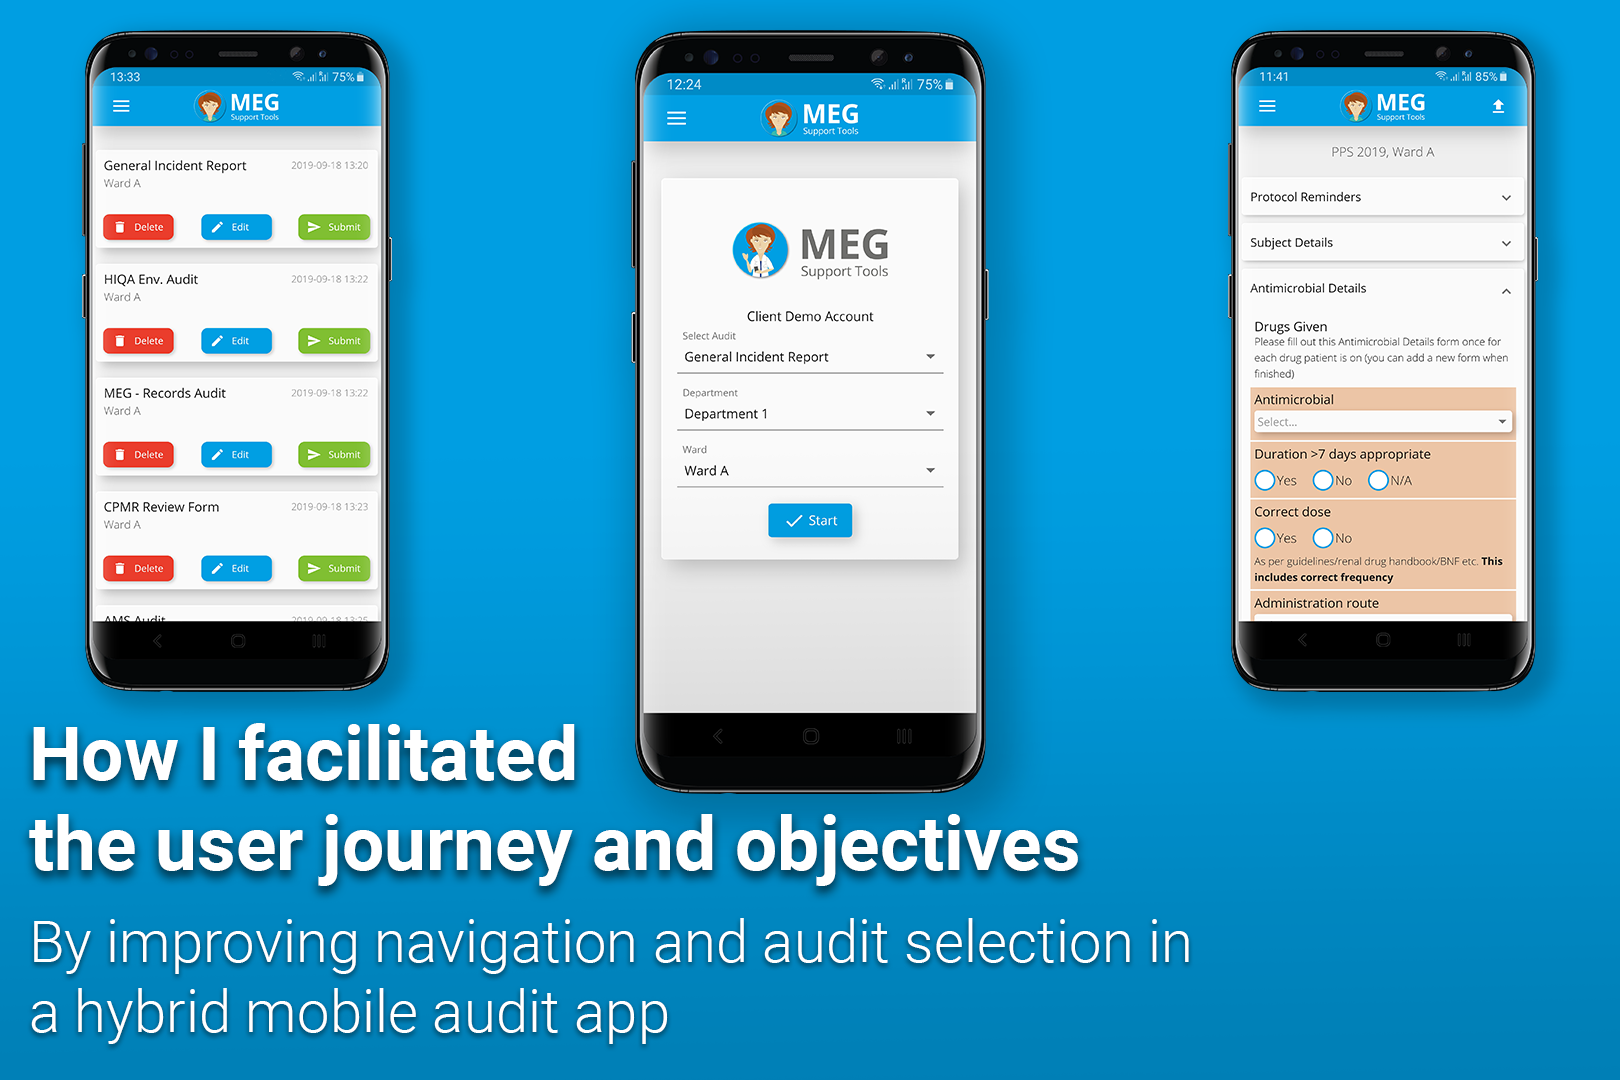 13:33
75%
MEG
Support Tools
General Incident Report
2019-09-18 13:20
Ward A
Delete
Edit
Submit
HIQA Env. Audit
2019-09-18 13:22
Ward A
Delete
Edit
Submit
MEG - Records Audit
2019-09-18 13:22
Ward A
Delete
Edit
Submit
CPMR Review Form
2019-09-18 13:23
Ward A
Delete
Edit
Submit
AMS Audit
2019-09-18 13:25
12:24
75%
MEG
Support Tools
MEG
Support Tools
Client Demo Account
Select Audit
General Incident Report
Department
Department 1
Ward
Ward A
Start
11:41
85%
MEG
Support Tools
PPS 2019, Ward A
Protocol Reminders
Subject Details
Antimicrobial Details
Drugs Given
Please fill out this Antimicrobial Details form once for
each drug patient is on (you can add a new form when
finished)
Antimicrobial
Select...
Duration >7 days appropriate
Yes No N/A
Correct dose
Yes No
As per guidelines/renal drug handbook/BNF etc. This
includes correct frequency
Administration route
How I facilitated
the user journey and objectives
By improving navigation and audit selection in
a hybrid mobile audit app